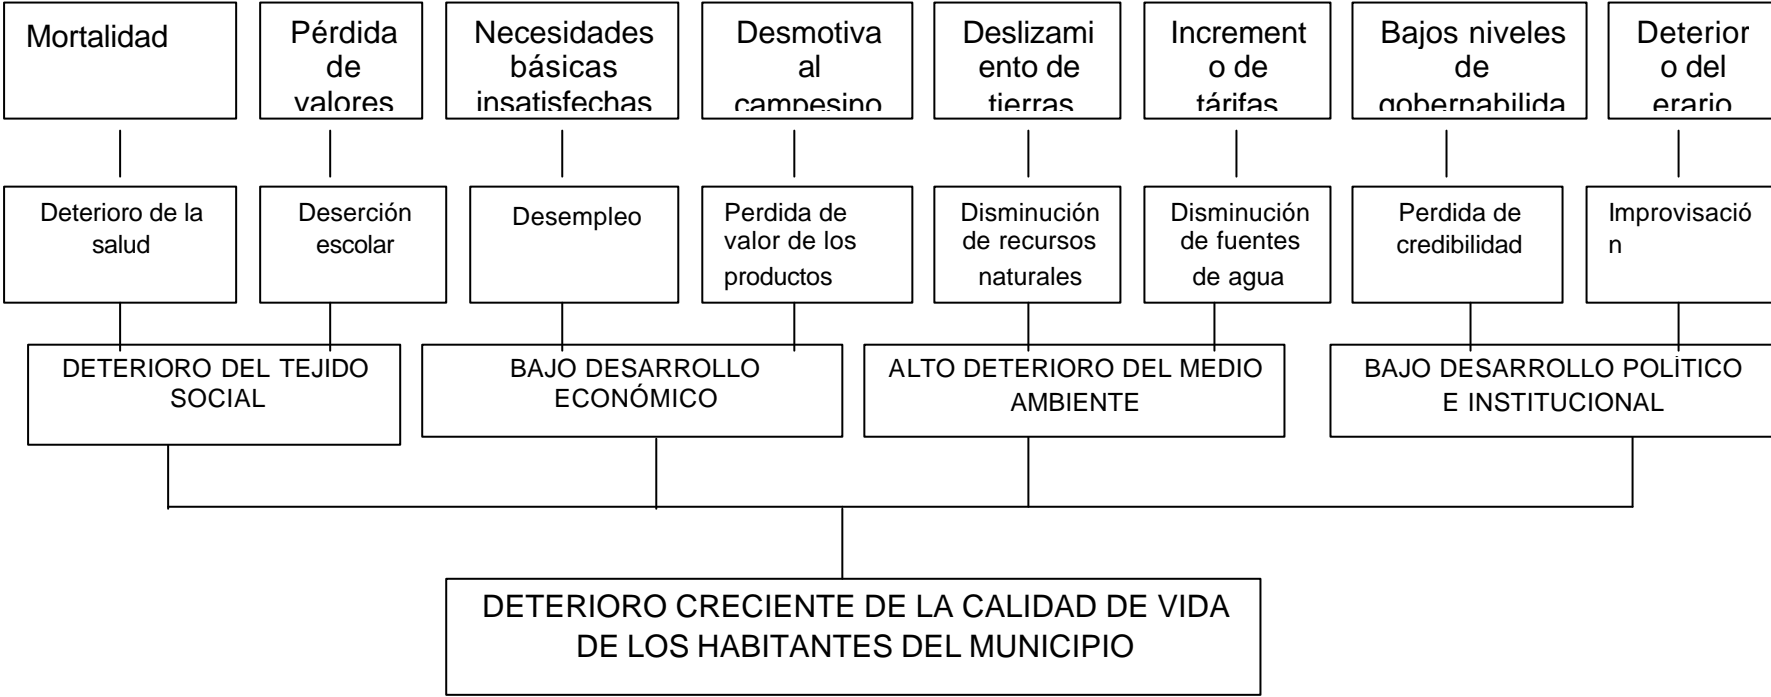 Mortalidad
Pérdida
de
valores
Necesidades
básicas
insatisfechas
Desmotiva
al
campesino
Deslizami
ento de
tierras
Increment
o de
tárifas
Bajos niveles
de
gobernabilida
Deterior
o del
erario
Deterioro de la
salud
Deserción
escolar
Desempleo
Perdida de
valor de los
productos
Disminución
de recursos
naturales
Disminución
de fuentes
de agua
Perdida de
credibilidad
Improvisació
n
DETERIORO DEL TEJIDO
SOCIAL
BAJO DESARROLLO
ECONÓMICO
ALTO DETERIORO DEL MEDIO
AMBIENTE
BAJO DESARROLLO POLÍTICO
E INSTITUCIONAL
DETERIORO CRECIENTE DE LA CALIDAD DE VIDA
DE LOS HABITANTES DEL MUNICIPIO